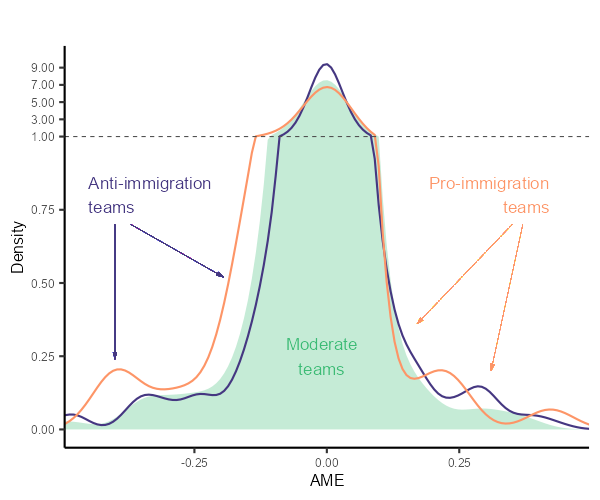 9.00
7.00
5.00
3.00
1.00
0.75
0.50
0.25
0.00
Density
Anti-immigration
teams
Pro-immigration
teams
Moderate
teams
-0.25
0.00
0.25
AME